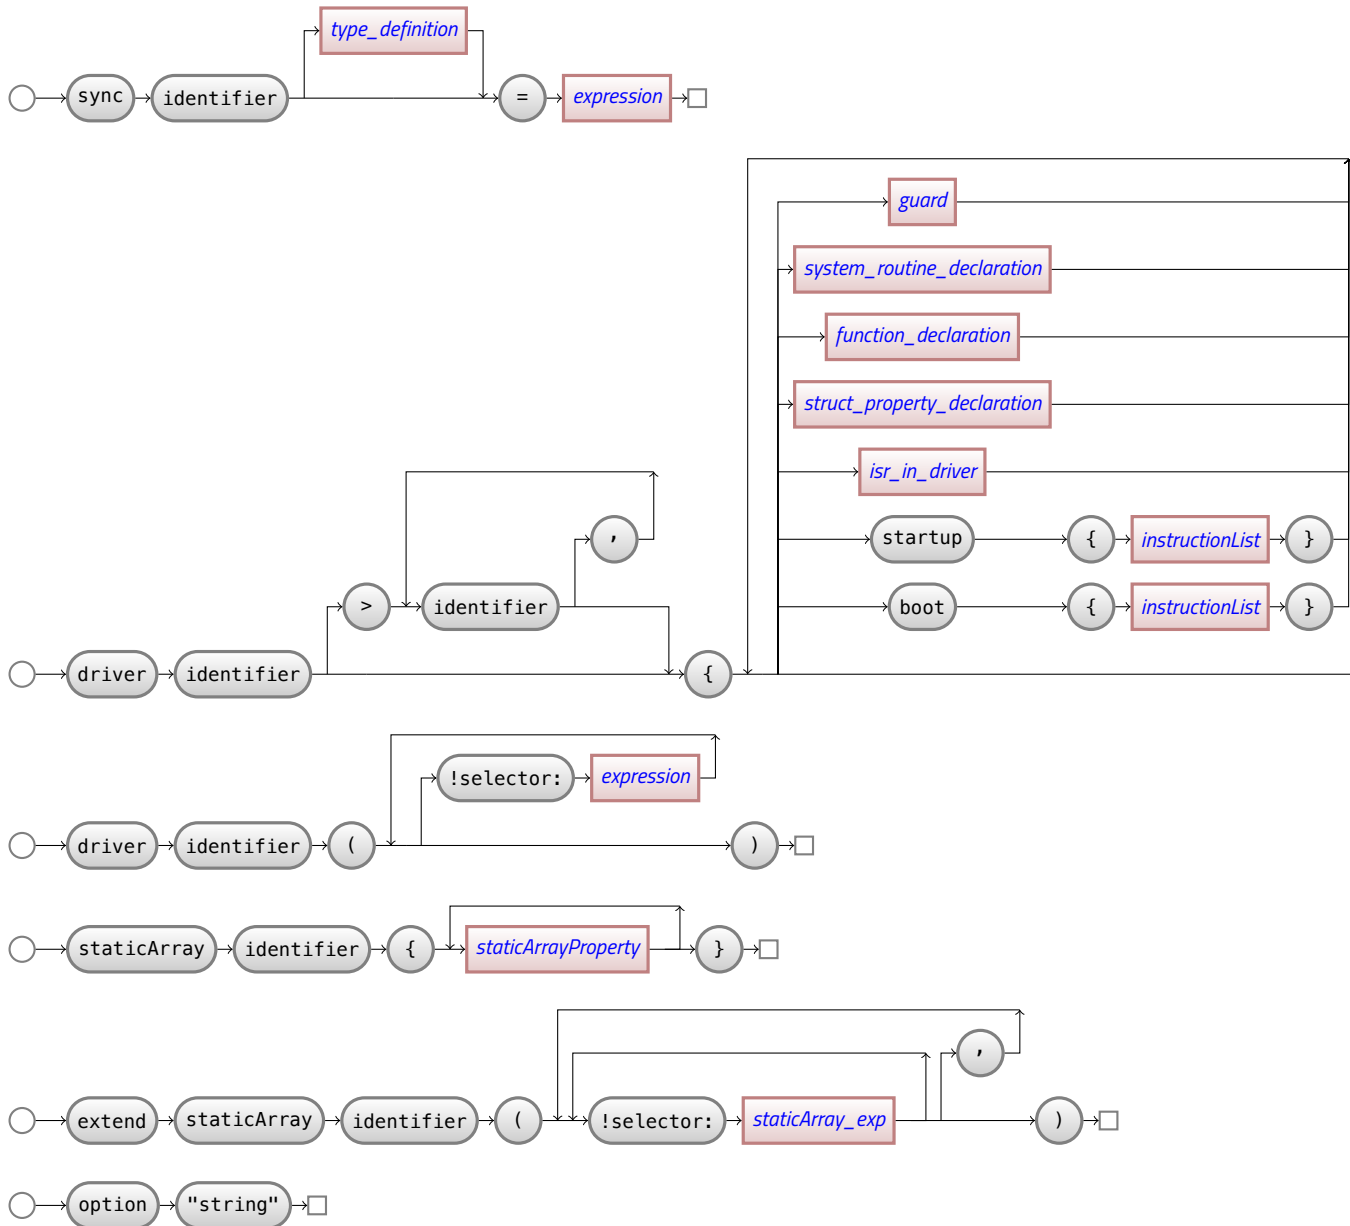 type_definition
sync identifier = expression
guard
system_routine_declaration
function_declaration
struct_property_declaration
isr_in_driver
, startup { instructionList }
> identifier boot { instructionList }
driver identifier {
!selector: expression
driver identifier ( )
staticArray identifier { staticArrayProperty }
,
extend staticArray identifier ( !selector: staticArray_exp )
option "string"